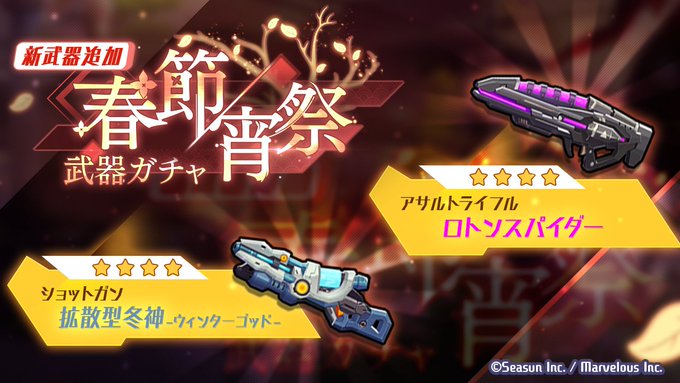 新武器追加
春節宵祭
武器ガチャ
アサルトライフル
ロトンスパイダー
ショットガン
拡散型冬神-ウィンターゴッド-
©Seasun Inc. / Marvelous Inc.